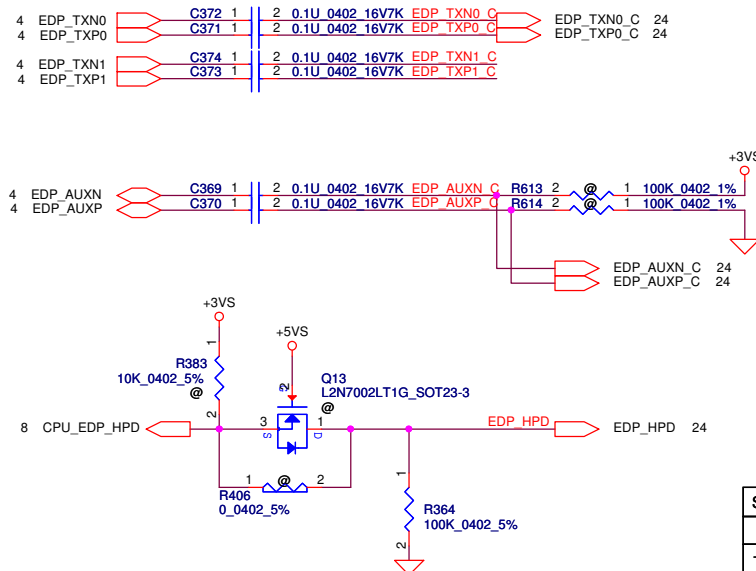 4 EDP_TXN0 C372 1 2 0.1U_0402_16V7K EDP_TXN0_C EDP_TXN0_C 24
4 EDP_TXP0 C371 1 2 0.1U_0402_16V7K EDP_TXP0_C EDP_TXP0_C 24
4 EDP_TXN1 C374 1 2 0.1U_0402_16V7K EDP_TXN1_C
4 EDP_TXP1 C373 1 2 0.1U_0402_16V7K EDP_TXP1_C
+3VS
4 EDP_AUXN C369 1 2 0.1U_0402_16V7K EDP_AUXN_C R613 2 @ 1 100K_0402_1%
4 EDP_AUXP C370 1 2 0.1U_0402_16V7K EDP_AUXP_C R614 2 @ 1 100K_0402_1%
EDP_AUXN_C 24
EDP_AUXP_C 24
+3VS
+5VS
1
R383
10K_0402_5%
@
2
Q13
L2N7002LT1G_SOT23-3
@
2
G
8 CPU_EDP_HPD 3 S D 1 EDP_HPD EDP_HPD 24
1 @ 2
R406
0_0402_5%
1
R364
100K_0402_5%
2
S